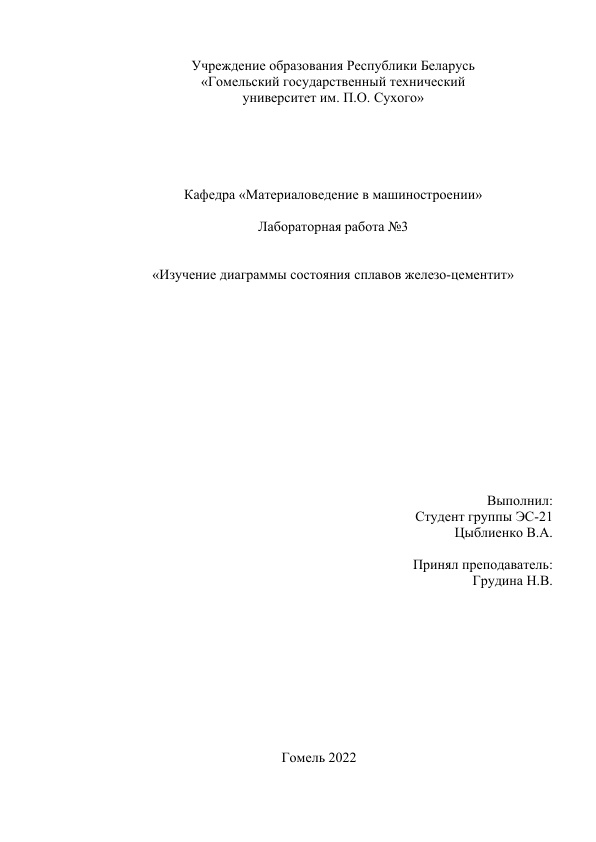 Учреждение образования Республики Беларусь
«Гомельский государственный технический
университет им. П.О. Сухого»
Кафедра «Материаловедение в машиностроении»
Лабораторная работа №3
«Изучение диаграммы состояния сплавов железо-цементит»
Выполнил:
Студент группы ЭС-21
Цыблиенко В.А.
Принял преподаватель:
Грудина Н.В.
Гомель 2022